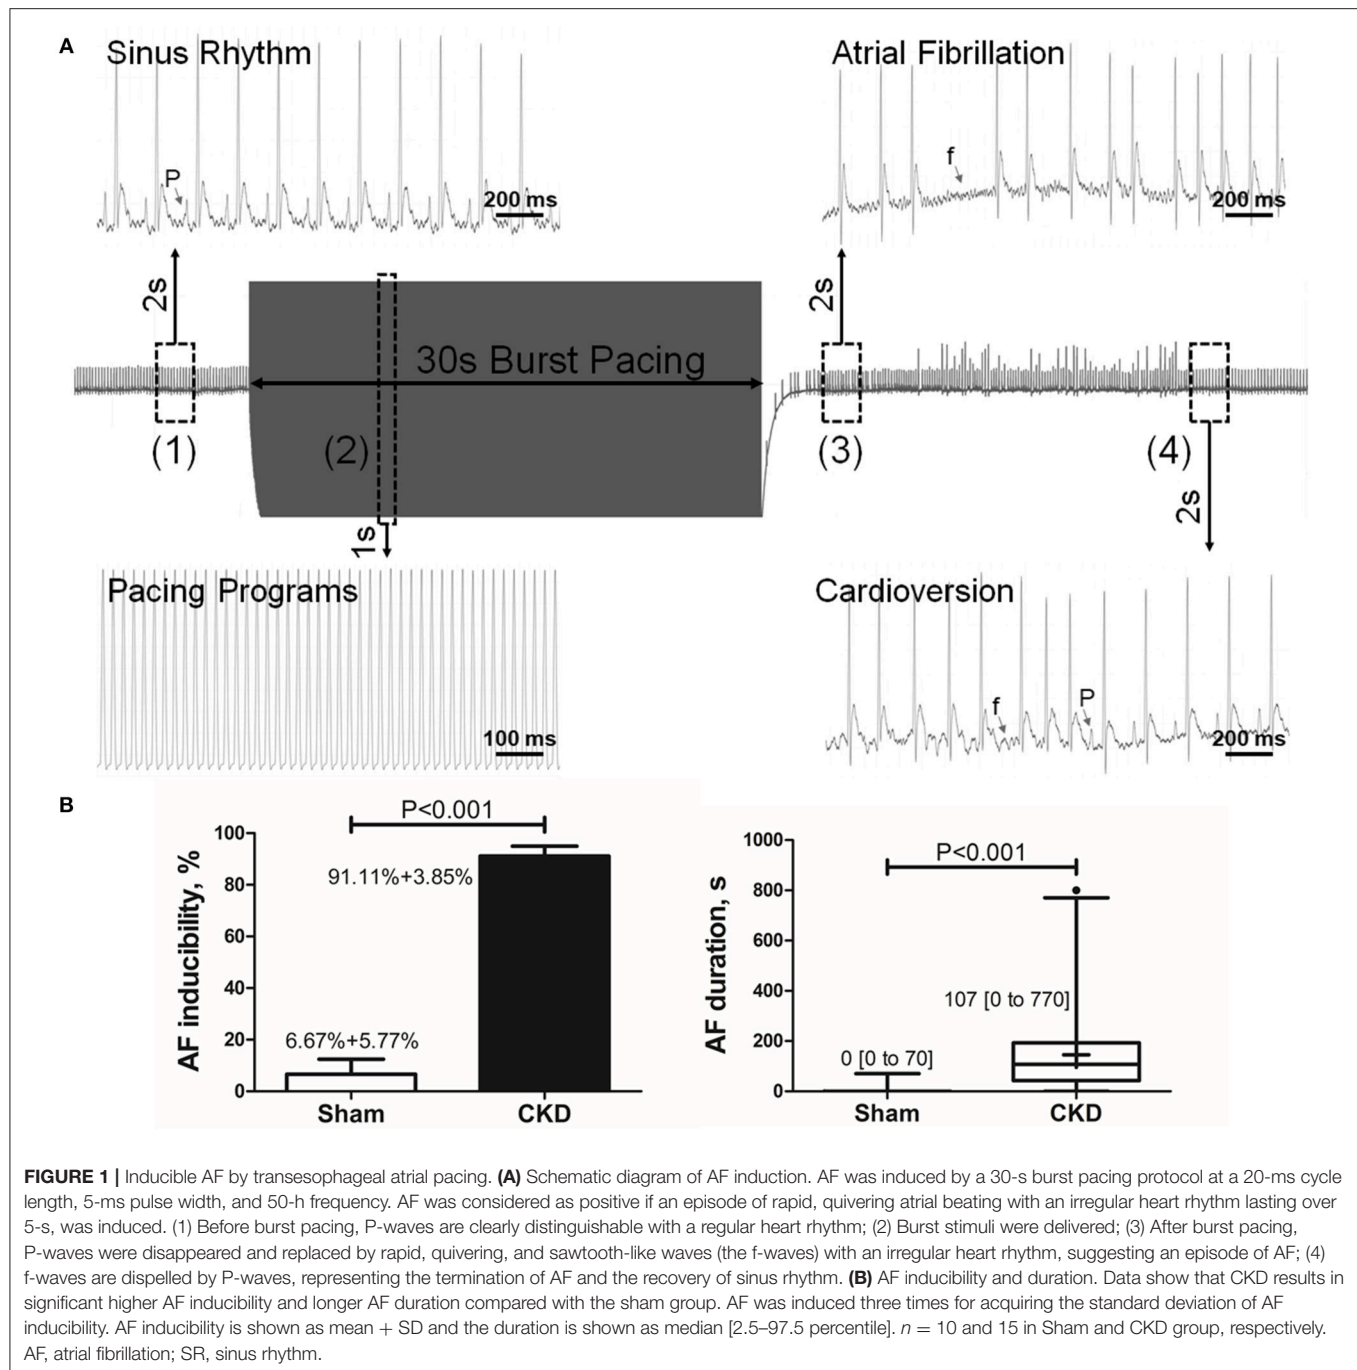 A
Sinus Rhythm
P
200 ms
Atrial Fibrillation
f
200 ms
2s
2s
30s Burst Pacing
(1)
(2)
(3)
(4)
1s
2s
Pacing Programs
100 ms
Cardioversion
f
P
200 ms
B
P<0.001
AF inducibility, %
100
80
60
40
20
0
91.11%+3.85%
6.67%+5.77%
Sham
CKD
P<0.001
AF duration, s
1000
800
600
400
200
0
107 [0 to 770]
0 [0 to 70]
Sham
CKD
FIGURE 1 | Inducible AF by transesophageal atrial pacing. (A) Schematic diagram of AF induction. AF was induced by a 30-s burst pacing protocol at a 20-ms cycle
length, 5-ms pulse width, and 50-h frequency. AF was considered as positive if an episode of rapid, quivering atrial beating with an irregular heart rhythm lasting over
5-s, was induced. (1) Before burst pacing, P-waves are clearly distinguishable with a regular heart rhythm; (2) Burst stimuli were delivered; (3) After burst pacing,
P-waves were disappeared and replaced by rapid, quivering, and sawtooth-like waves (the f-waves) with an irregular heart rhythm, suggesting an episode of AF; (4)
f-waves are dispelled by P-waves, representing the termination of AF and the recovery of sinus rhythm. (B) AF inducibility and duration. Data show that CKD results in
significant higher AF inducibility and longer AF duration compared with the sham group. AF was induced three times for acquiring the standard deviation of AF
inducibility. AF inducibility is shown as mean + SD and the duration is shown as median [2.5–97.5 percentile]. n = 10 and 15 in Sham and CKD group, respectively.
AF, atrial fibrillation; SR, sinus rhythm.